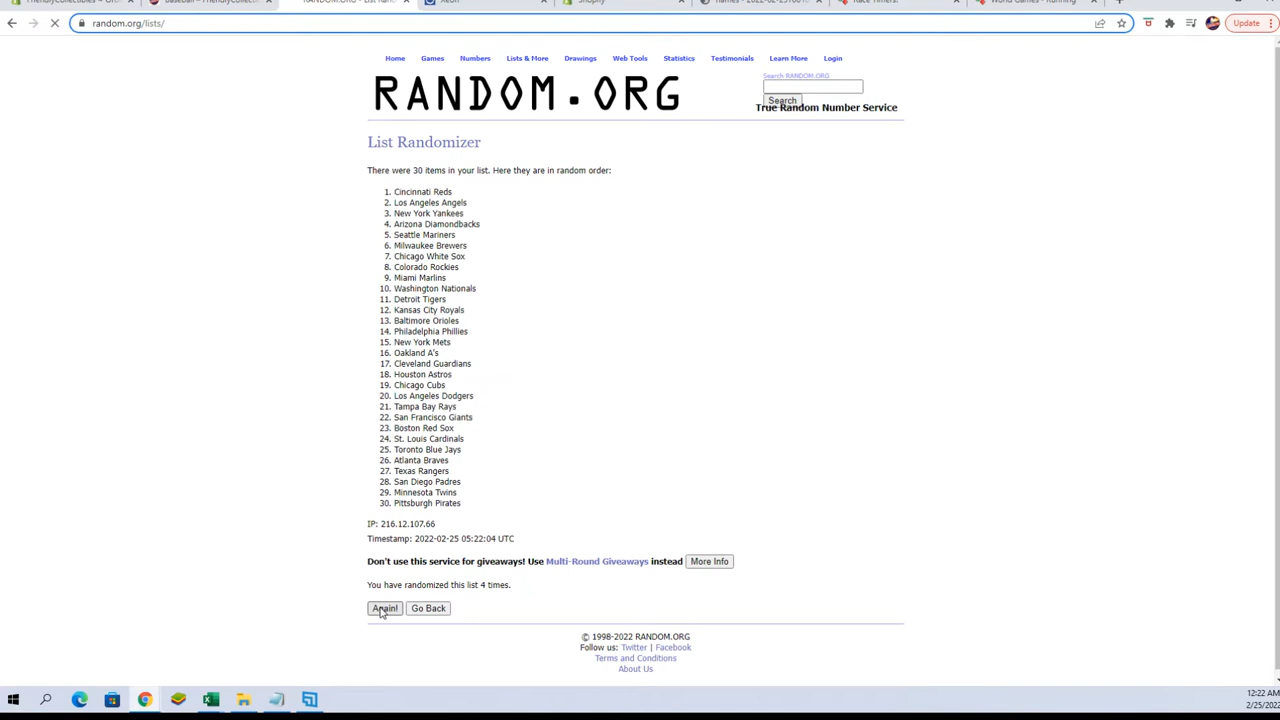 random.org/lists/
Update
Home Games Numbers Lists & More Drawings Web Tools Statistics Testimonials Learn More Login
Search RANDOM.ORG
RANDOM.ORG
Search
True Random Number Service
List Randomizer
There were 30 items in your list. Here they are in random order:
1. Cincinnati Reds
2. Los Angeles Angels
3. New York Yankees
4. Arizona Diamondbacks
5. Seattle Mariners
6. Milwaukee Brewers
7. Chicago White Sox
8. Colorado Rockies
9. Miami Marlins
10. Washington Nationals
11. Detroit Tigers
12. Kansas City Royals
13. Baltimore Orioles
14. Philadelphia Phillies
15. New York Mets
16. Oakland A's
17. Cleveland Guardians
18. Houston Astros
19. Chicago Cubs
20. Los Angeles Dodgers
21. Tampa Bay Rays
22. San Francisco Giants
23. Boston Red Sox
24. St. Louis Cardinals
25. Toronto Blue Jays
26. Atlanta Braves
27. Texas Rangers
28. San Diego Padres
29. Minnesota Twins
30. Pittsburgh Pirates
IP: 216.12.107.66
Timestamp: 2022-02-25 05:22:04 UTC
Don't use this service for giveaways! Use Multi-Round Giveaways instead More Info
You have randomized this list 4 times.
Again! Go Back
© 1998-2022 RANDOM.ORG
Follow us: Twitter | Facebook
Terms and Conditions
About Us
12:22 AM
2/25/2022